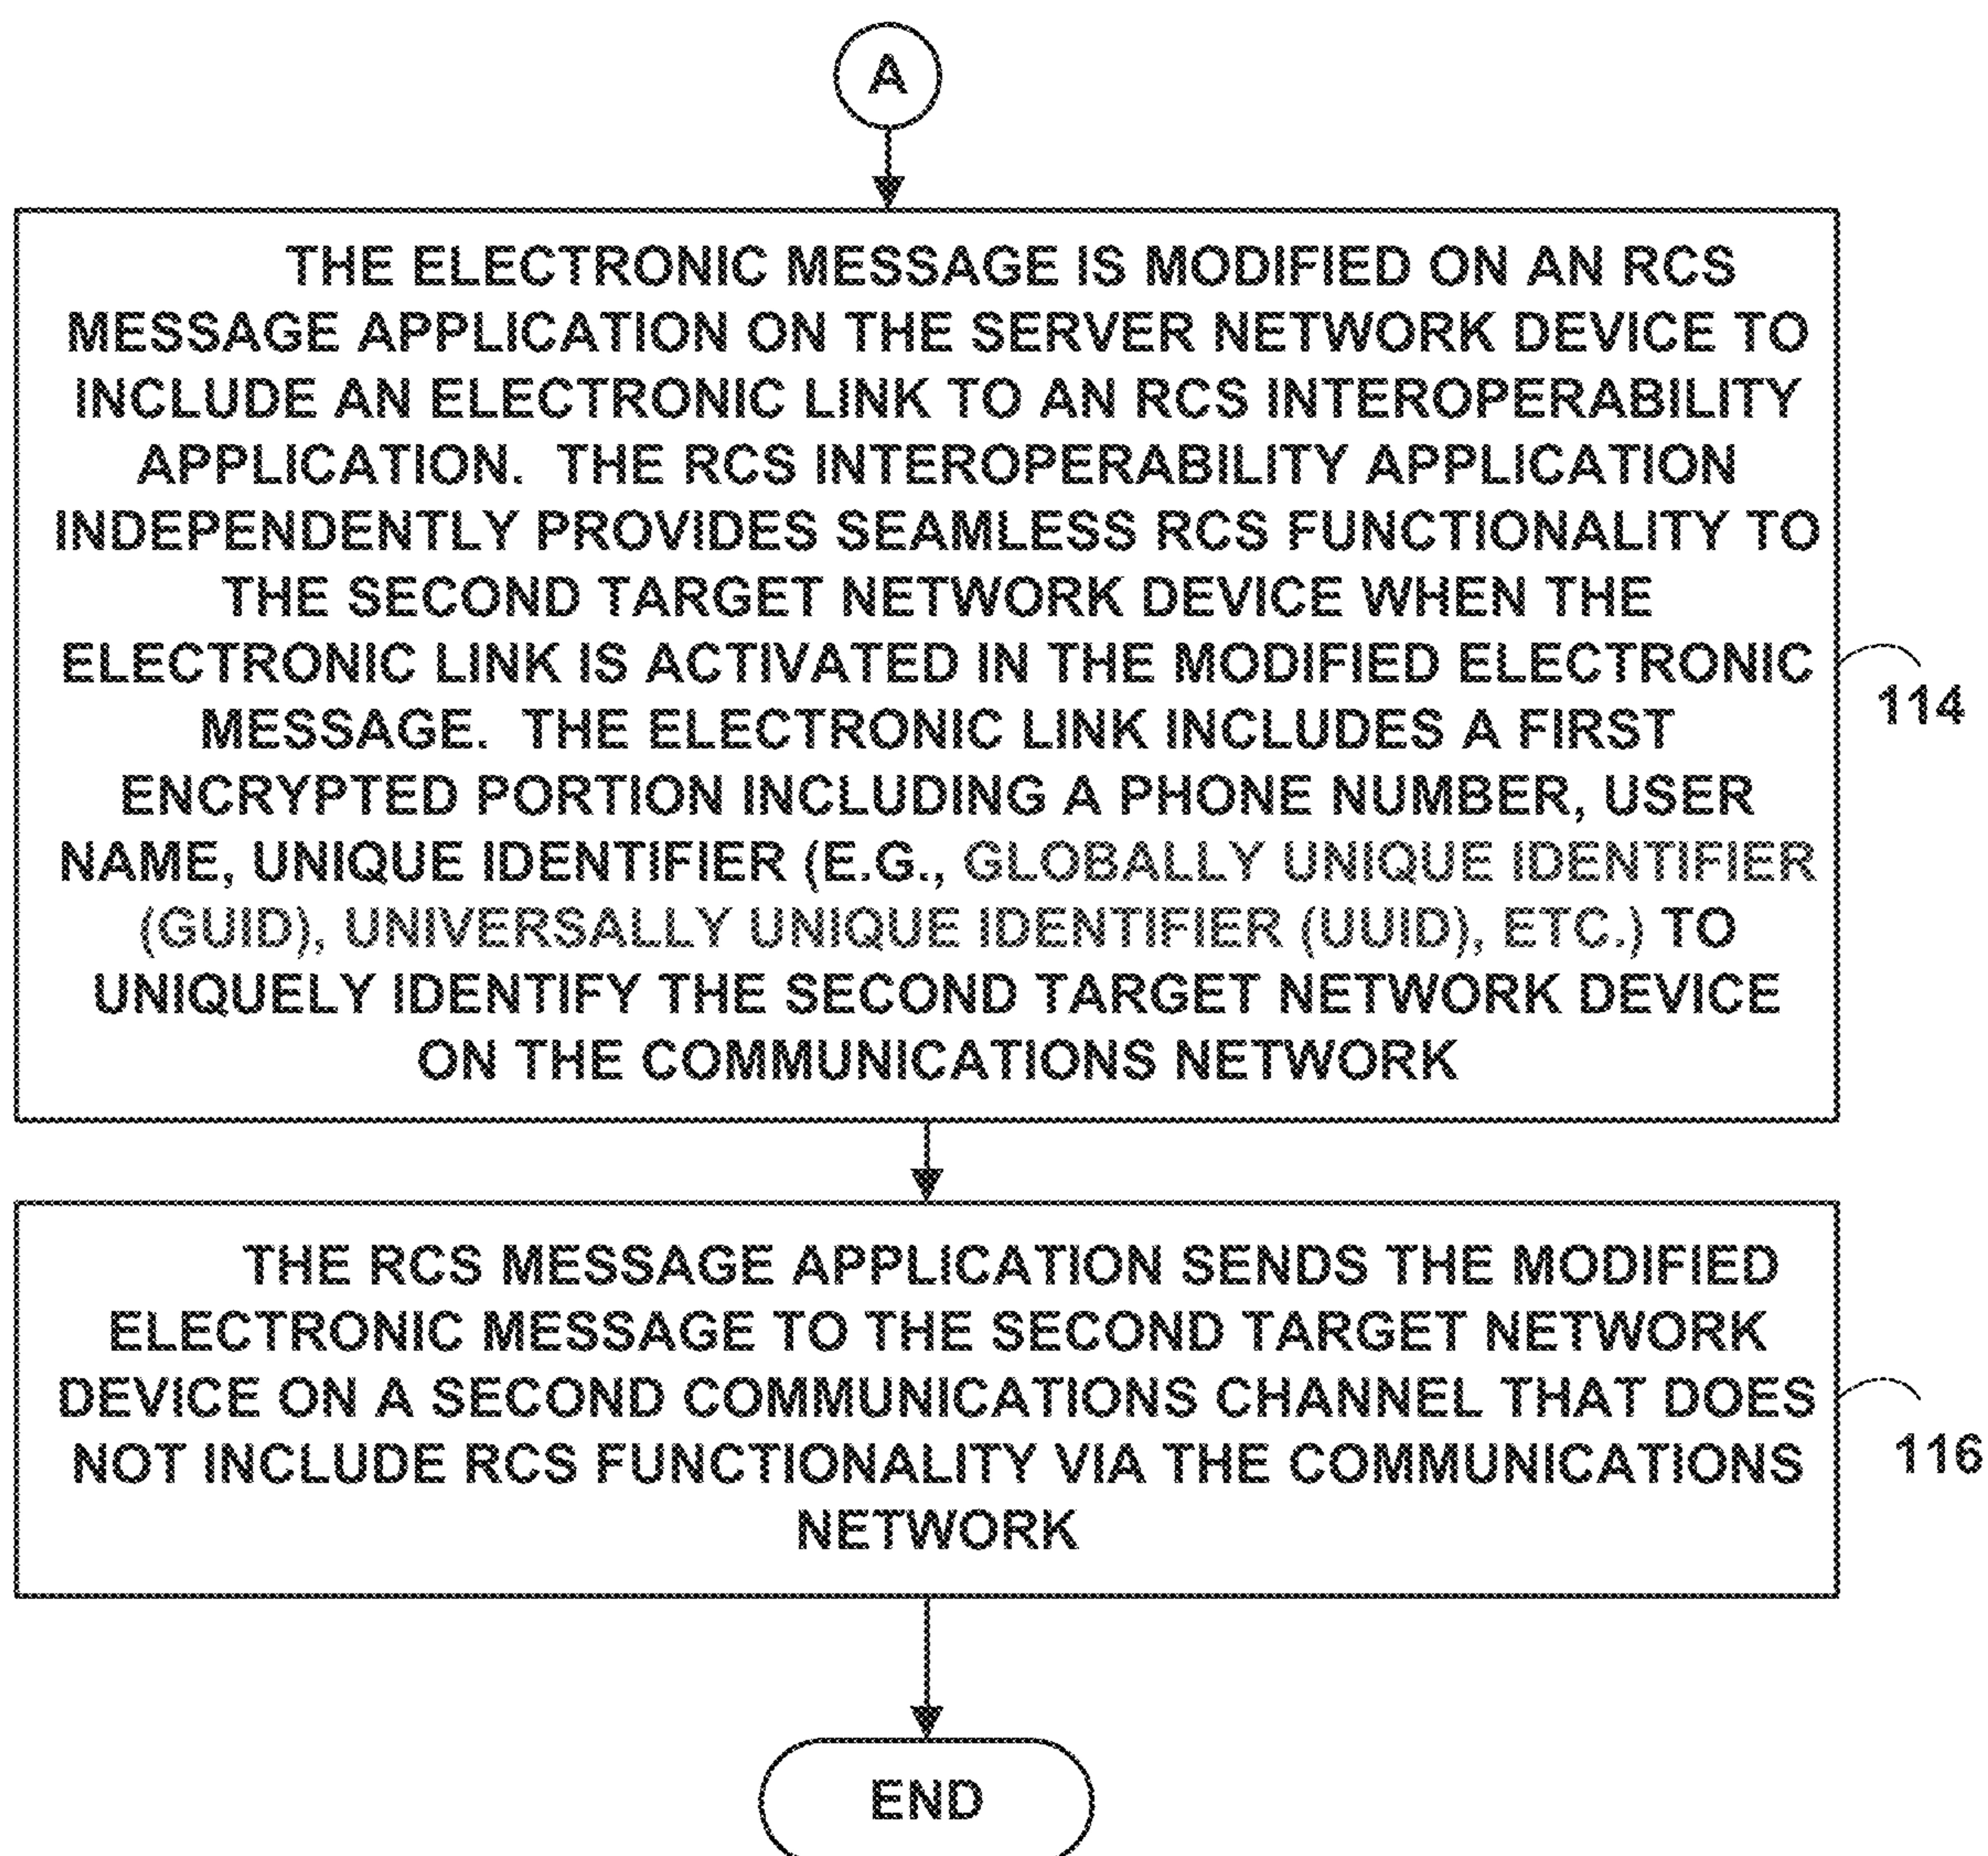 A
THE ELECTRONIC MESSAGE IS MODIFIED ON AN RCS
MESSAGE APPLICATION ON THE SERVER NETWORK DEVICE TO
INCLUDE AN ELECTRONIC LINK TO AN RCS INTEROPERABILITY
APPLICATION. THE RCS INTEROPERABILITY APPLICATION
INDEPENDENTLY PROVIDES SEAMLESS RCS FUNCTIONALITY TO
THE SECOND TARGET NETWORK DEVICE WHEN THE
ELECTRONIC LINK IS ACTIVATED IN THE MODIFIED ELECTRONIC
MESSAGE. THE ELECTRONIC LINK INCLUDES A FIRST
ENCRYPTED PORTION INCLUDING A PHONE NUMBER, USER
NAME, UNIQUE IDENTIFIER (E.G., GLOBALLY UNIQUE IDENTIFIER
(GUID), UNIVERSALLY UNIQUE IDENTIFIER (UUID), ETC.) TO
UNIQUELY IDENTIFY THE SECOND TARGET NETWORK DEVICE
ON THE COMMUNICATIONS NETWORK
114
THE RCS MESSAGE APPLICATION SENDS THE MODIFIED
ELECTRONIC MESSAGE TO THE SECOND TARGET NETWORK
DEVICE ON A SECOND COMMUNICATIONS CHANNEL THAT DOES
NOT INCLUDE RCS FUNCTIONALITY VIA THE COMMUNICATIONS
NETWORK
116
END